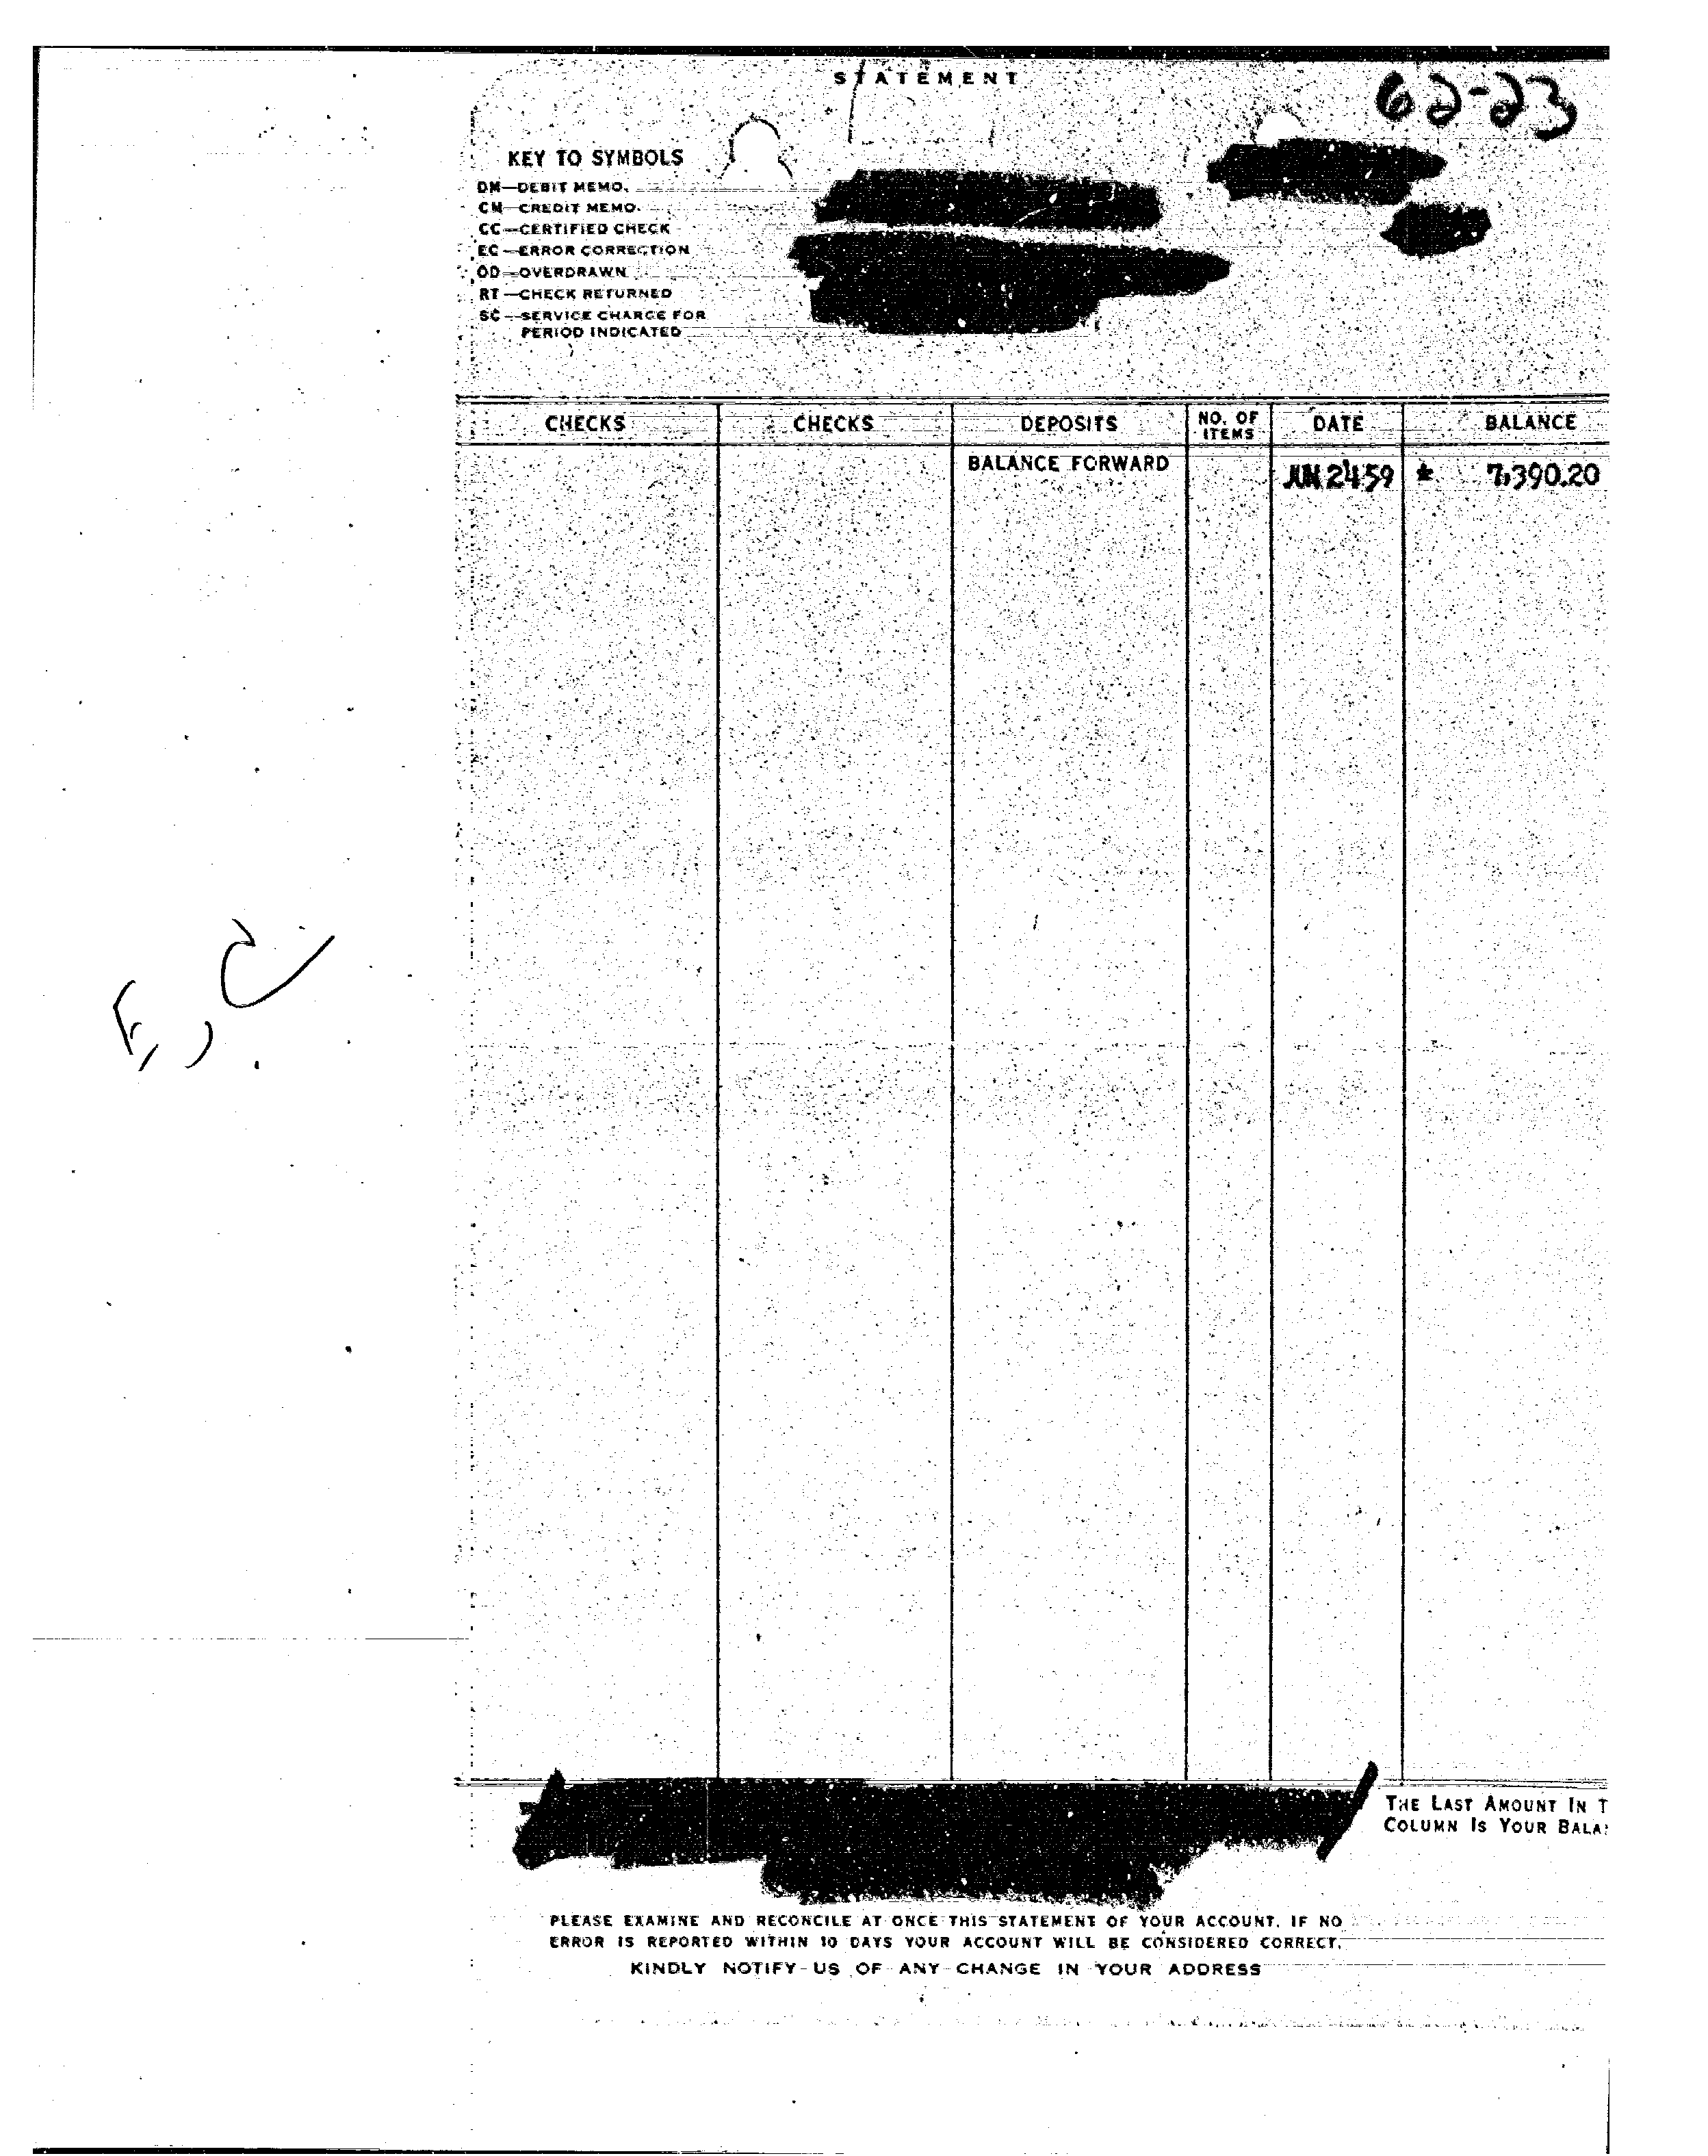 STATEMENT
62-23
KEY TO SYMBOLS
DM—DEBIT MEMO.
CM—CREDIT MEMO.
CC—CERTIFIED CHECK
EC—ERROR CORRECTION
OD—OVERDRAWN
RT—CHECK RETURNED
SC—SERVICE CHARGE FOR
PERIOD INDICATED
CHECKS CHECKS DEPOSITS NO. OF ITEMS DATE BALANCE
BALANCE FORWARD 24 59 * 7,390.20
THE LAST AMOUNT IN T
COLUMN IS YOUR BALA
PLEASE EXAMINE AND RECONCILE AT ONCE THIS STATEMENT OF YOUR ACCOUNT. IF NO
ERROR IS REPORTED WITHIN 10 DAYS YOUR ACCOUNT WILL BE CONSIDERED CORRECT.
KINDLY NOTIFY US OF ANY CHANGE IN YOUR ADDRESS